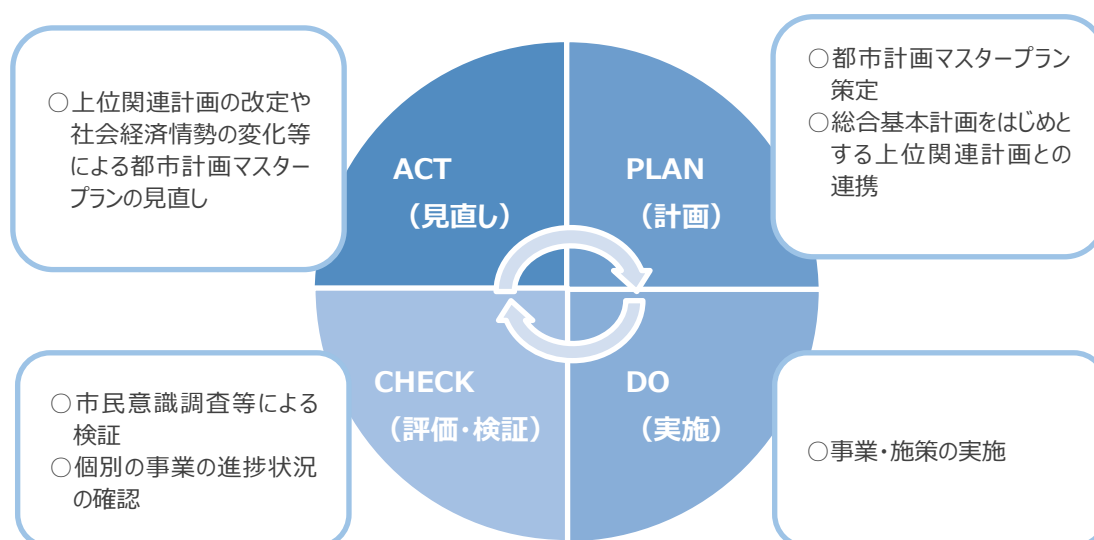 ○上位関連計画の改定や
社会経済情勢の変化等
による都市計画マスター
プランの見直し
ACT
（見直し）
PLAN
（計画）
○都市計画マスタープラン
策定
○総合基本計画をはじめと
する上位関連計画との
連携
○市民意識調査等による
検証
○個別の事業の進捗状況
の確認
CHECK
（評価・検証）
DO
（実施）
○事業・施策の実施